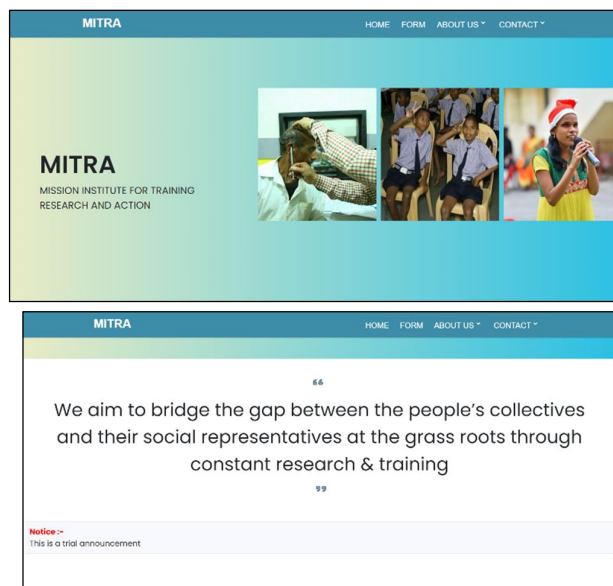 MITRA
HOME FORM ABOUT US CONTACT
MITRA
MISSION INSTITUTE FOR TRAINING
RESEARCH AND ACTION
MITRA
HOME FORM ABOUT US CONTACT
“
We aim to bridge the gap between the people’s collectives
and their social representatives at the grass roots through
constant research & training
”
Notice :-
This is a trial announcement